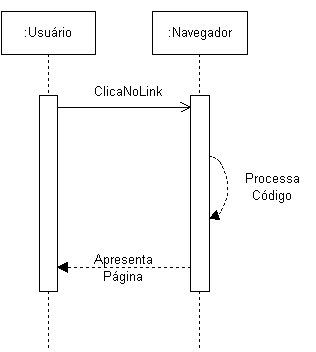 :Usuário
:Navegador
ClicaNoLink
Processa
Código
Apresenta
Página